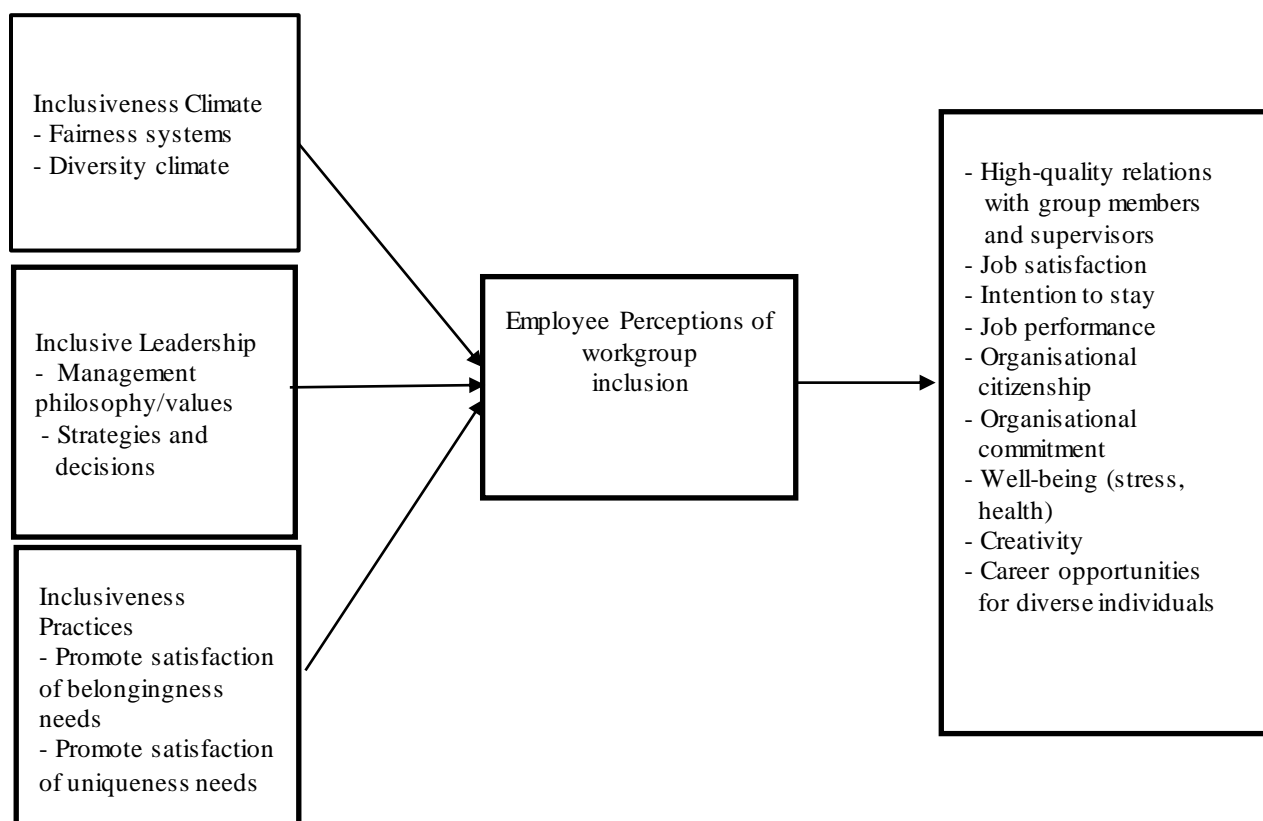 Inclusiveness Climate
- Fairness systems
- Diversity climate
Inclusive Leadership
- Management
philosophy/values
- Strategies and
decisions
Inclusiveness
Practices
- Promote satisfaction
of belongingness
needs
- Promote satisfaction
of uniqueness needs
Employee Perceptions of
workgroup
inclusion
- High-quality relations
with group members
and supervisors
- Job satisfaction
- Intention to stay
- Job performance
- Organisational
citizenship
- Organisational
commitment
- Well-being (stress,
health)
- Creativity
- Career opportunities
for diverse individuals